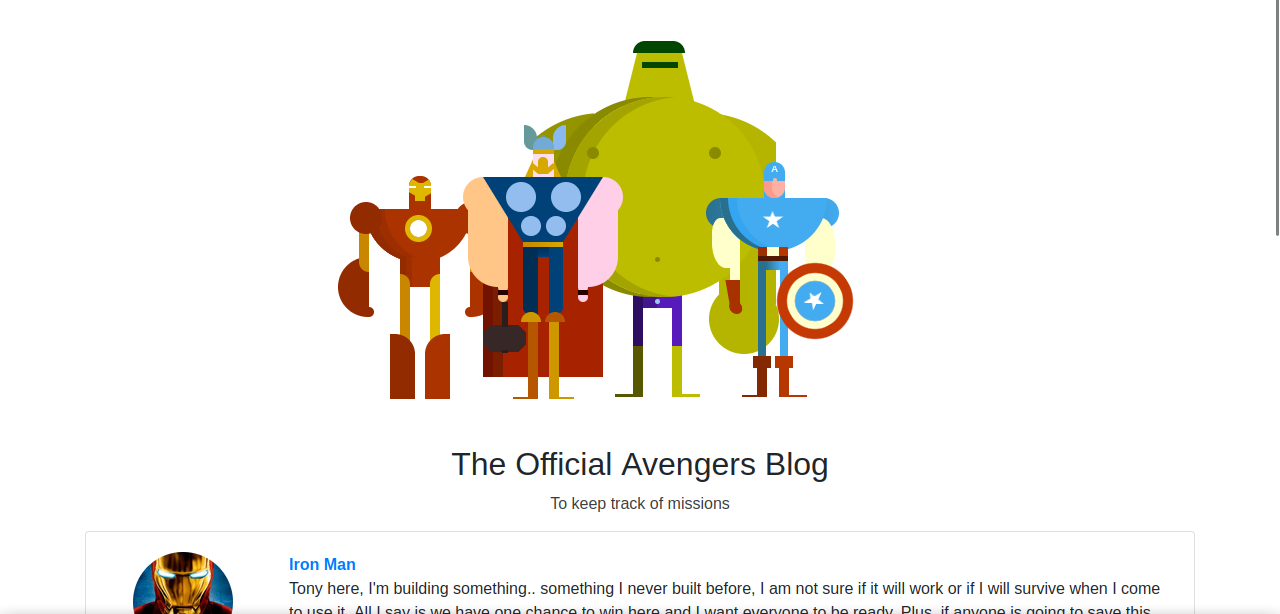 A
The Official Avengers Blog
To keep track of missions
Iron Man
Tony here, I'm building something.. something I never built before, I am not sure if it will work or if I will survive when I come
to use it. All I say is we have one chance to win here and I want everyone to be ready. Plus, if anyone is going to save this